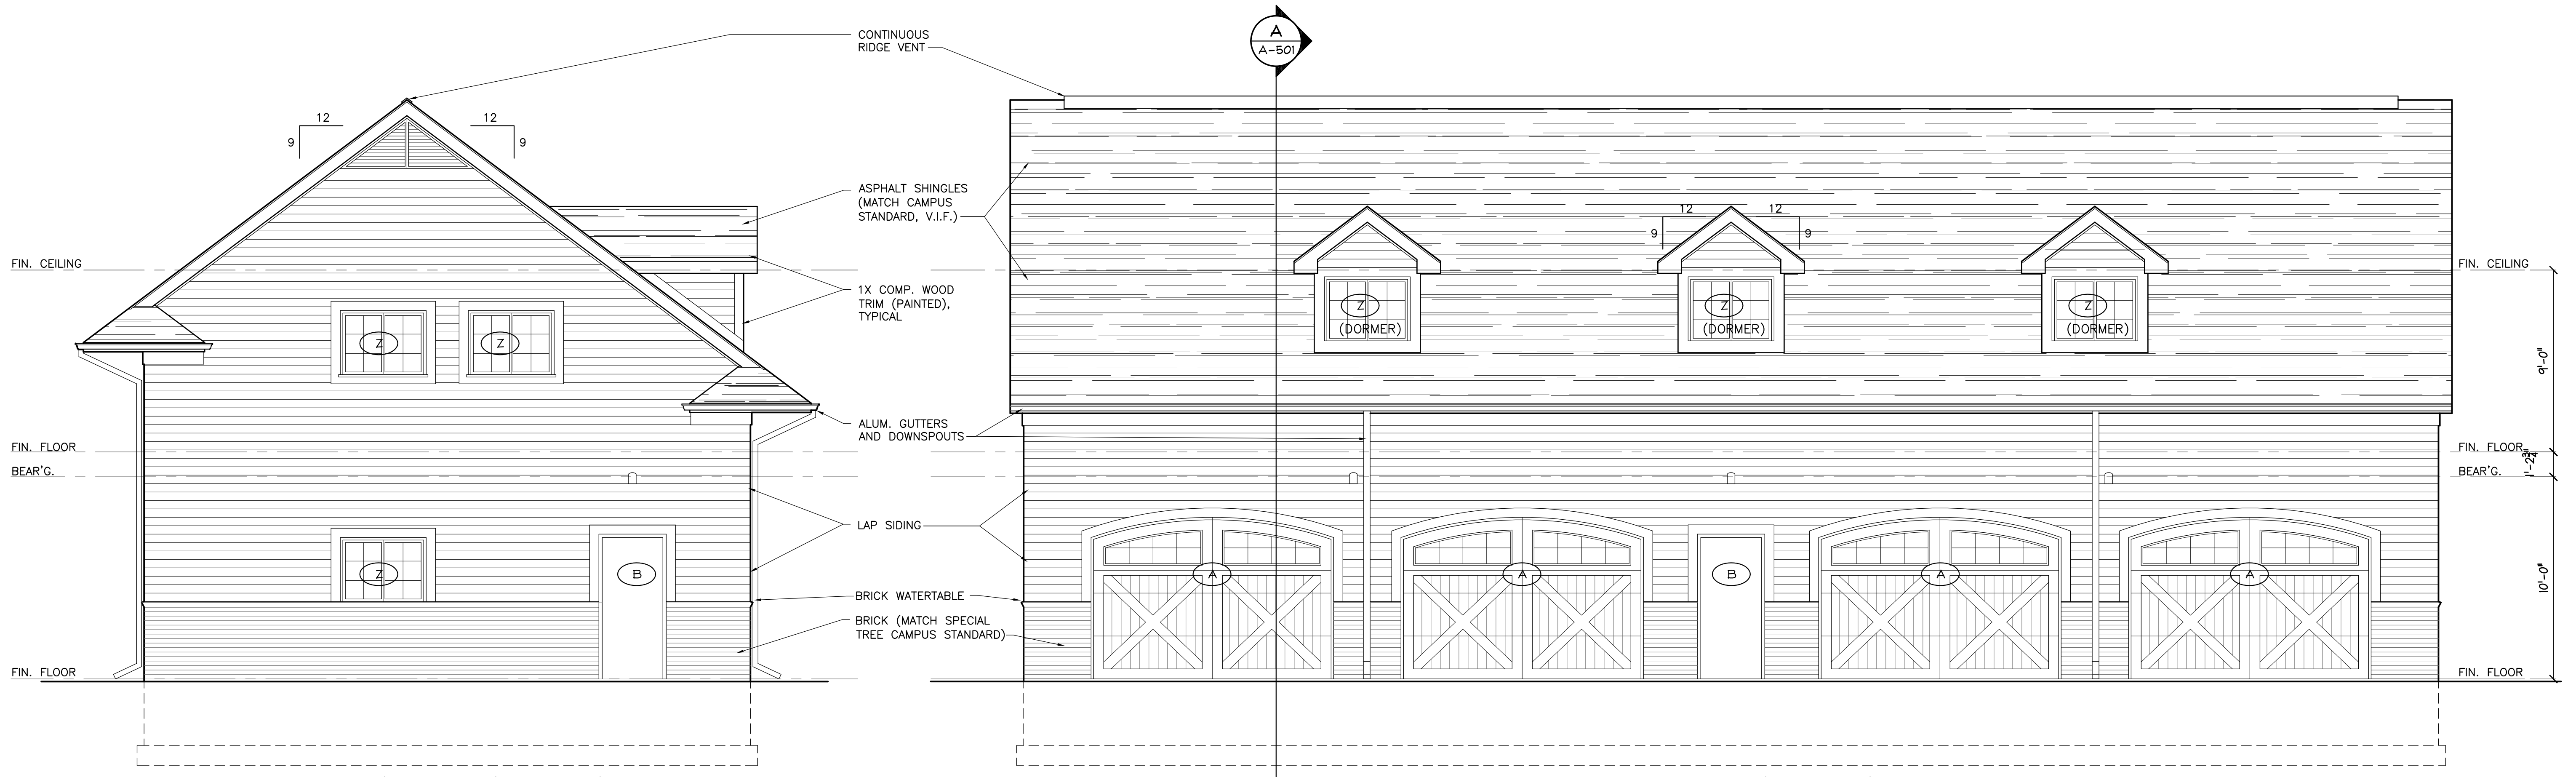 CONTINUOUS
RIDGE VENT
A
A-501
12
12
9
9
ASPHALT SHINGLES
(MATCH CAMPUS
STANDARD, V.I.F.)
12
12
9
9
FIN. CEILING
FIN. CEILING
1X COMP. WOOD
TRIM (PAINTED),
TYPICAL
Z
(DORMER)
Z
(DORMER)
Z
(DORMER)
Z
Z
9'-0"
ALUM. GUTTERS
AND DOWNSPOUTS
FIN. FLOOR
FIN. FLOOR
BEAR'G.
BEAR'G.
1'-2¾"
LAP SIDING
Z
B
A
A
B
A
A
10'-0"
BRICK WATERTABLE
BRICK (MATCH SPECIAL
TREE CAMPUS STANDARD)
FIN. FLOOR
FIN. FLOOR